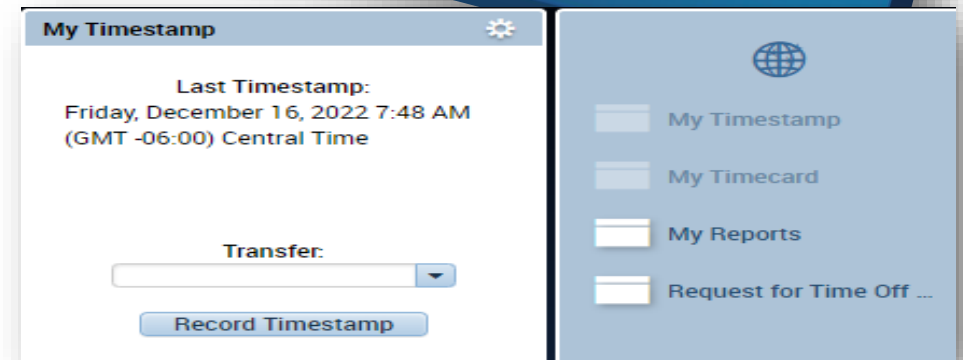 My Timestamp
Last Timestamp:
Friday, December 16, 2022 7:48 AM
(GMT -06:00) Central Time
Transfer:
Record Timestamp
My Timestamp
My Timecard
My Reports
Request for Time Off ...